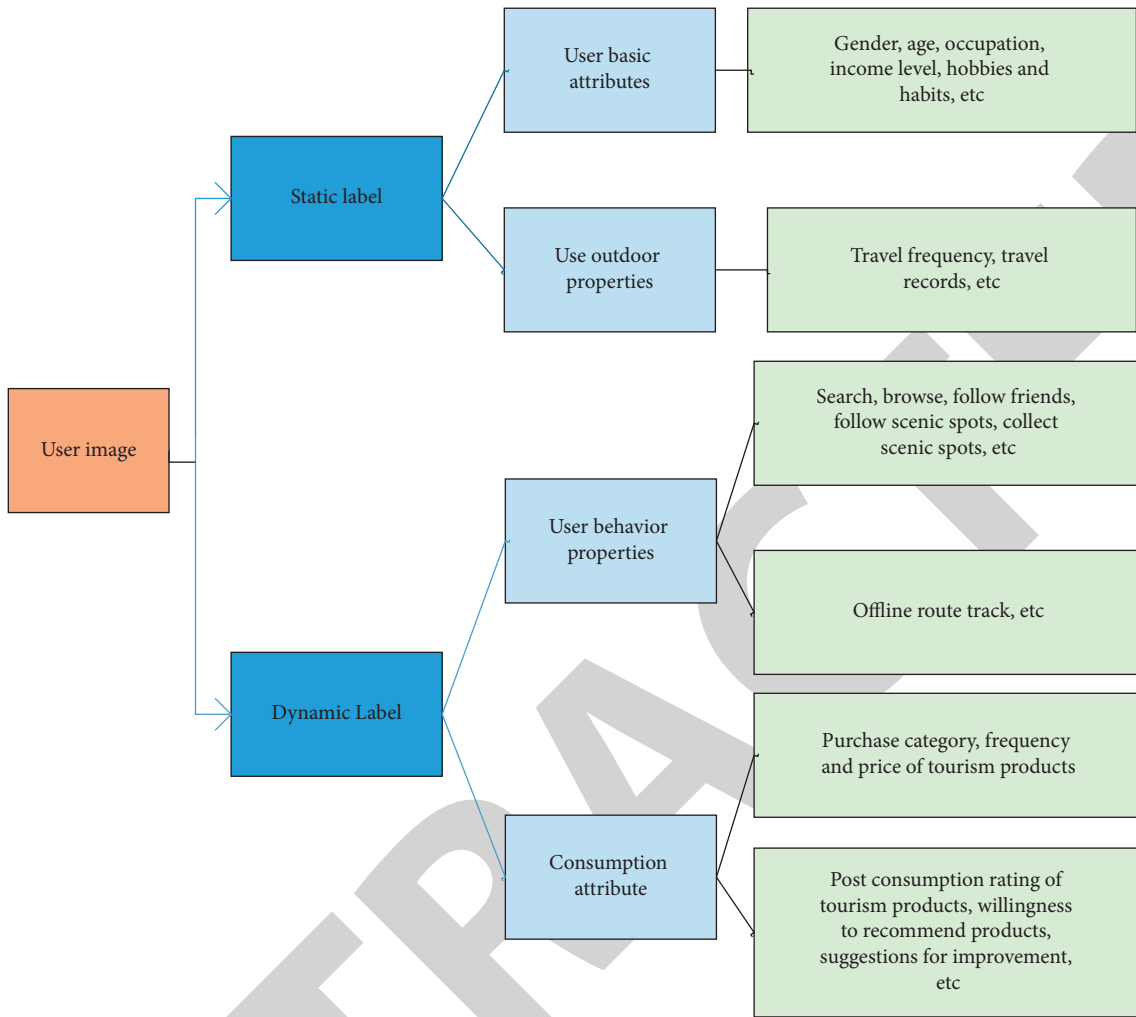 User basic
attributes
Gender, age, occupation,
income level, hobbies and
habits, etc
Static label
Use outdoor
properties
Travel frequency, travel
records, etc
User image
Search, browse, follow friends,
follow scenic spots, collect
scenic spots, etc
User behavior
properties
Offline route track, etc
Dynamic Label
Purchase category, frequency
and price of tourism products
Consumption
attribute
Post consumption rating of
tourism products, willingness
to recommend products,
suggestions for improvement,
etc